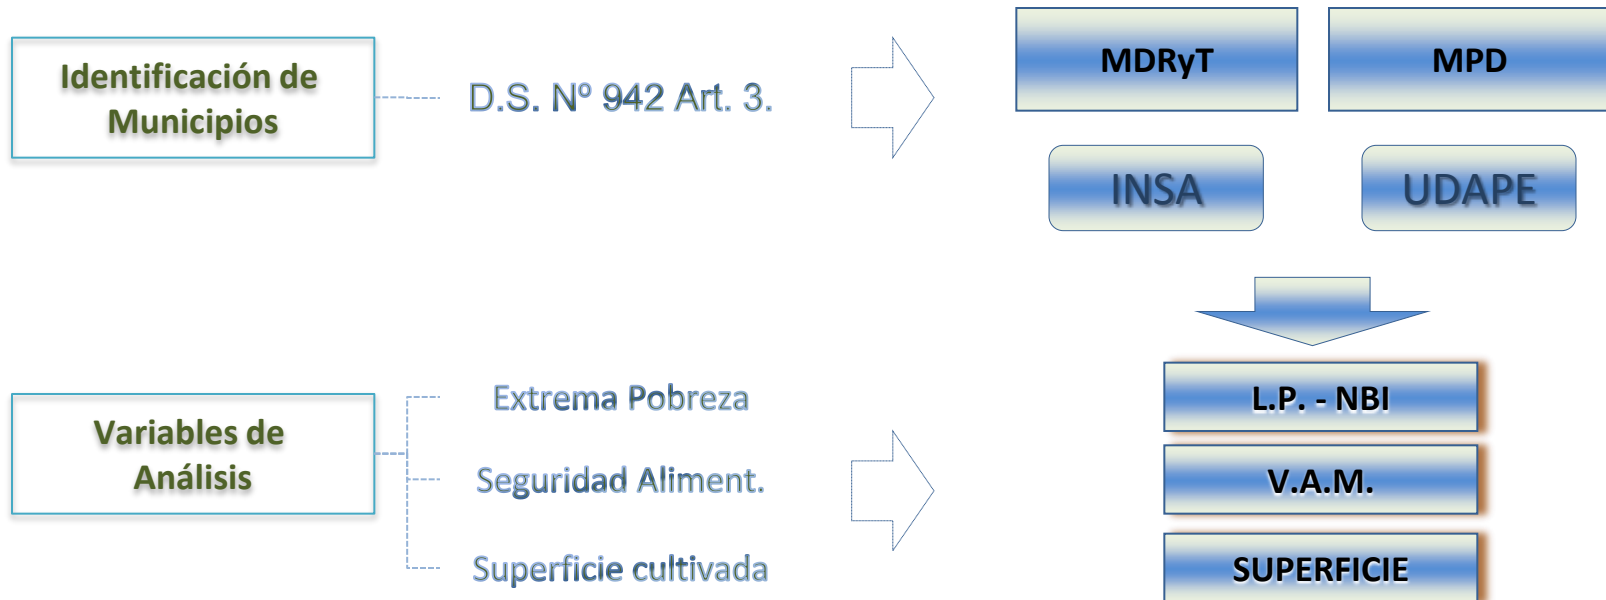 Identificación de
Municipios
D.S. Nº 942 Art. 3.
MDRyT
MPD
INSA
UDAPE
Variables de
Análisis
Extrema Pobreza
Seguridad Aliment.
Superficie cultivada
L.P. - NBI
V.A.M.
SUPERFICIE